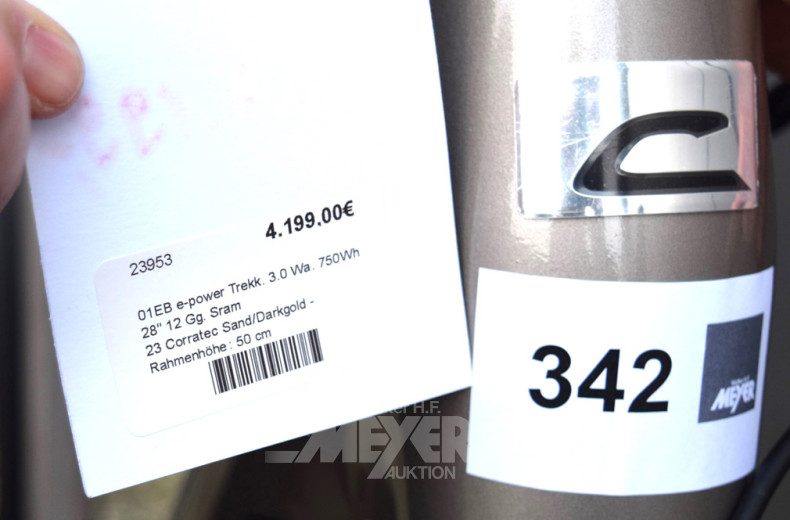 4.199,00€
23953
01EB e-power Trekk. 3.0 Wa. 750Wh
28" 12 Gg. Sram
23 Corratec Sand/Darkgold -
Rahmenhöhe: 50 cm
C
342
MEYER
H.F.
MEYER
AUKTION